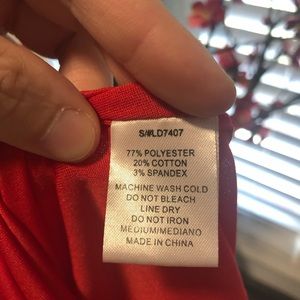 S/#LD7407
77% POLYESTER
20% COTTON
3% SPANDEX
MACHINE WASH COLD
DO NOT BLEACH
LINE DRY
DO NOT IRON
MEDIUM/MEDIANO
MADE IN CHINA